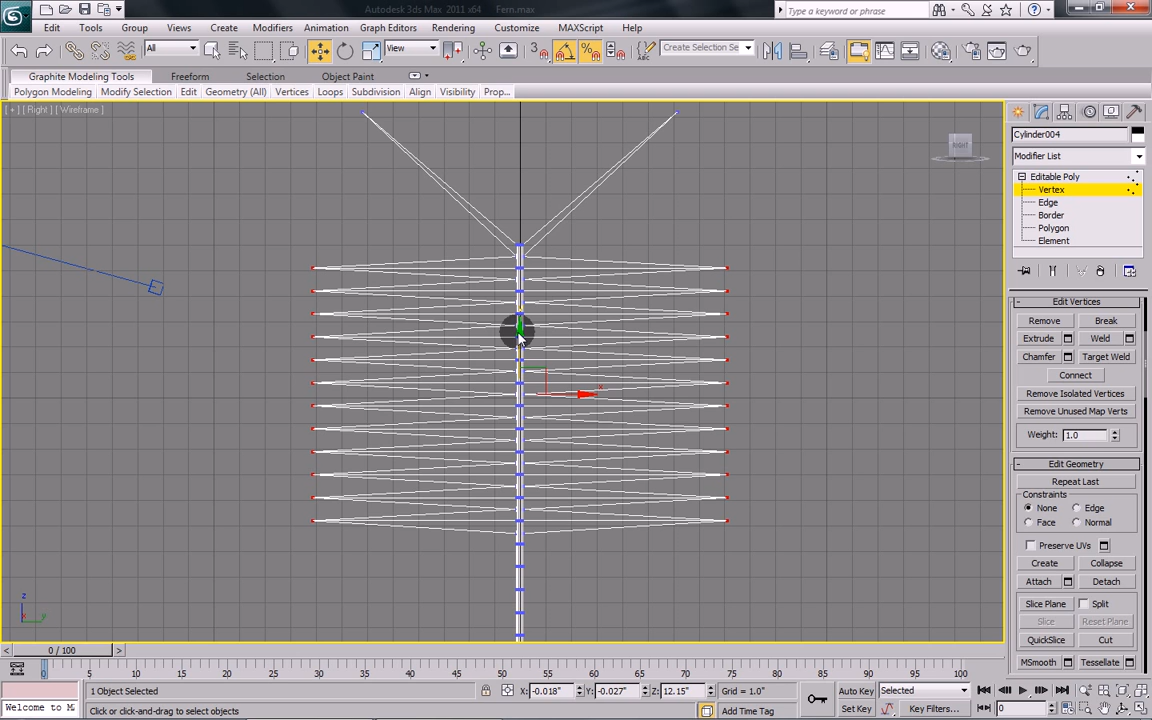 Autodesk 3ds Max 2011 x64 Fern.max
Type a keyword or phrase
Edit Tools Group Views Create Modifiers Animation Graph Editors Rendering Customize MAXScript Help
All View 3 Create Selection Se
Graphite Modeling Tools Freeform Selection Object Paint
Polygon Modeling Modify Selection Edit Geometry (All) Vertices Loops Subdivision Align Visibility Prop...
[ + ] [ Right ] [ Wireframe ]
RIGHT
x
z
x y
Cylinder004
Modifier List
Editable Poly
Vertex
Edge
Border
Polygon
Element
Edit Vertices
Remove Break
Extrude Weld
Chamfer Target Weld
Connect
Remove Isolated Vertices
Remove Unused Map Verts
Weight: 1.0
Edit Geometry
Repeat Last
Constraints
None Edge
Face Normal
Preserve UVs
Create Collapse
Attach Detach
Slice Plane Split
Slice Reset Plane
QuickSlice Cut
MSmooth Tessellate
< 0 / 100 >
0 5 10 15 20 25 30 35 40 45 50 55 60 65 70 75 80 85 90 95 100
Welcome to M
1 Object Selected X: -0.018" Y: -0.027" Z: 12.15" Grid = 1.0"
Click or click-and-drag to select objects Add Time Tag
Auto Key Selected
Set Key Key Filters... 0